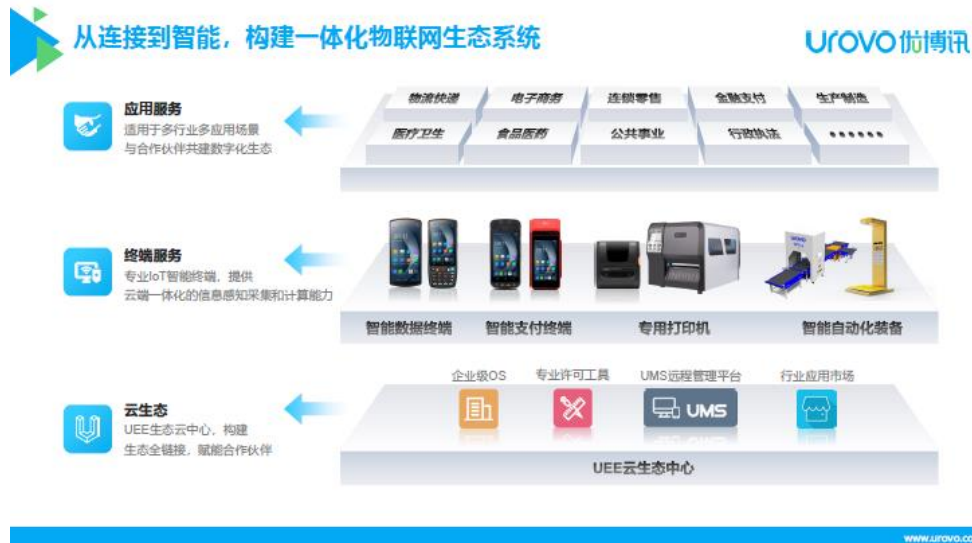 从连接到智能，构建一体化物联网生态系统
UROVO优博讯
应用服务
适用于多行业多应用场景
与合作伙伴共建数字化生态
物流快递 电子商务 连锁零售 金融支付 生产制造
医疗卫生 食品医药 公共事业 行政执法 ••••••
终端服务
专业IoT智能终端，提供
云端一体化的信息感知采集和计算能力
智能数据终端 智能支付终端 专用打印机 智能自动化装备
云生态
UEE生态云中心，构建
生态全链接，赋能合作伙伴
企业级OS 专业许可工具 UMS远程管理平台 行业应用市场
UMS
UEE云生态中心
www.urovo.co